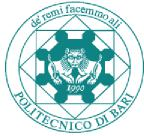 de' remi facemmo ali
1990
POLITECNICO DI BARI